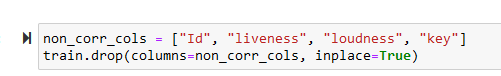 non_corr_cols = ["Id", "liveness", "loudness", "key"]
train.drop(columns=non_corr_cols, inplace=True)